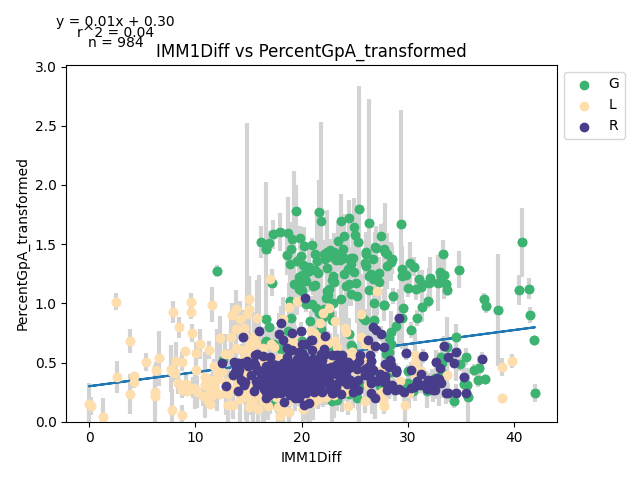 y = 0.01x + 0.30
r^2 = 0.04
n = 984
IMM1Diff vs PercentGpA_transformed
3.0
2.5
2.0
1.5
1.0
0.5
0.0
PercentGpA_transformed
0 10 20 30 40
IMM1Diff
G
L
R